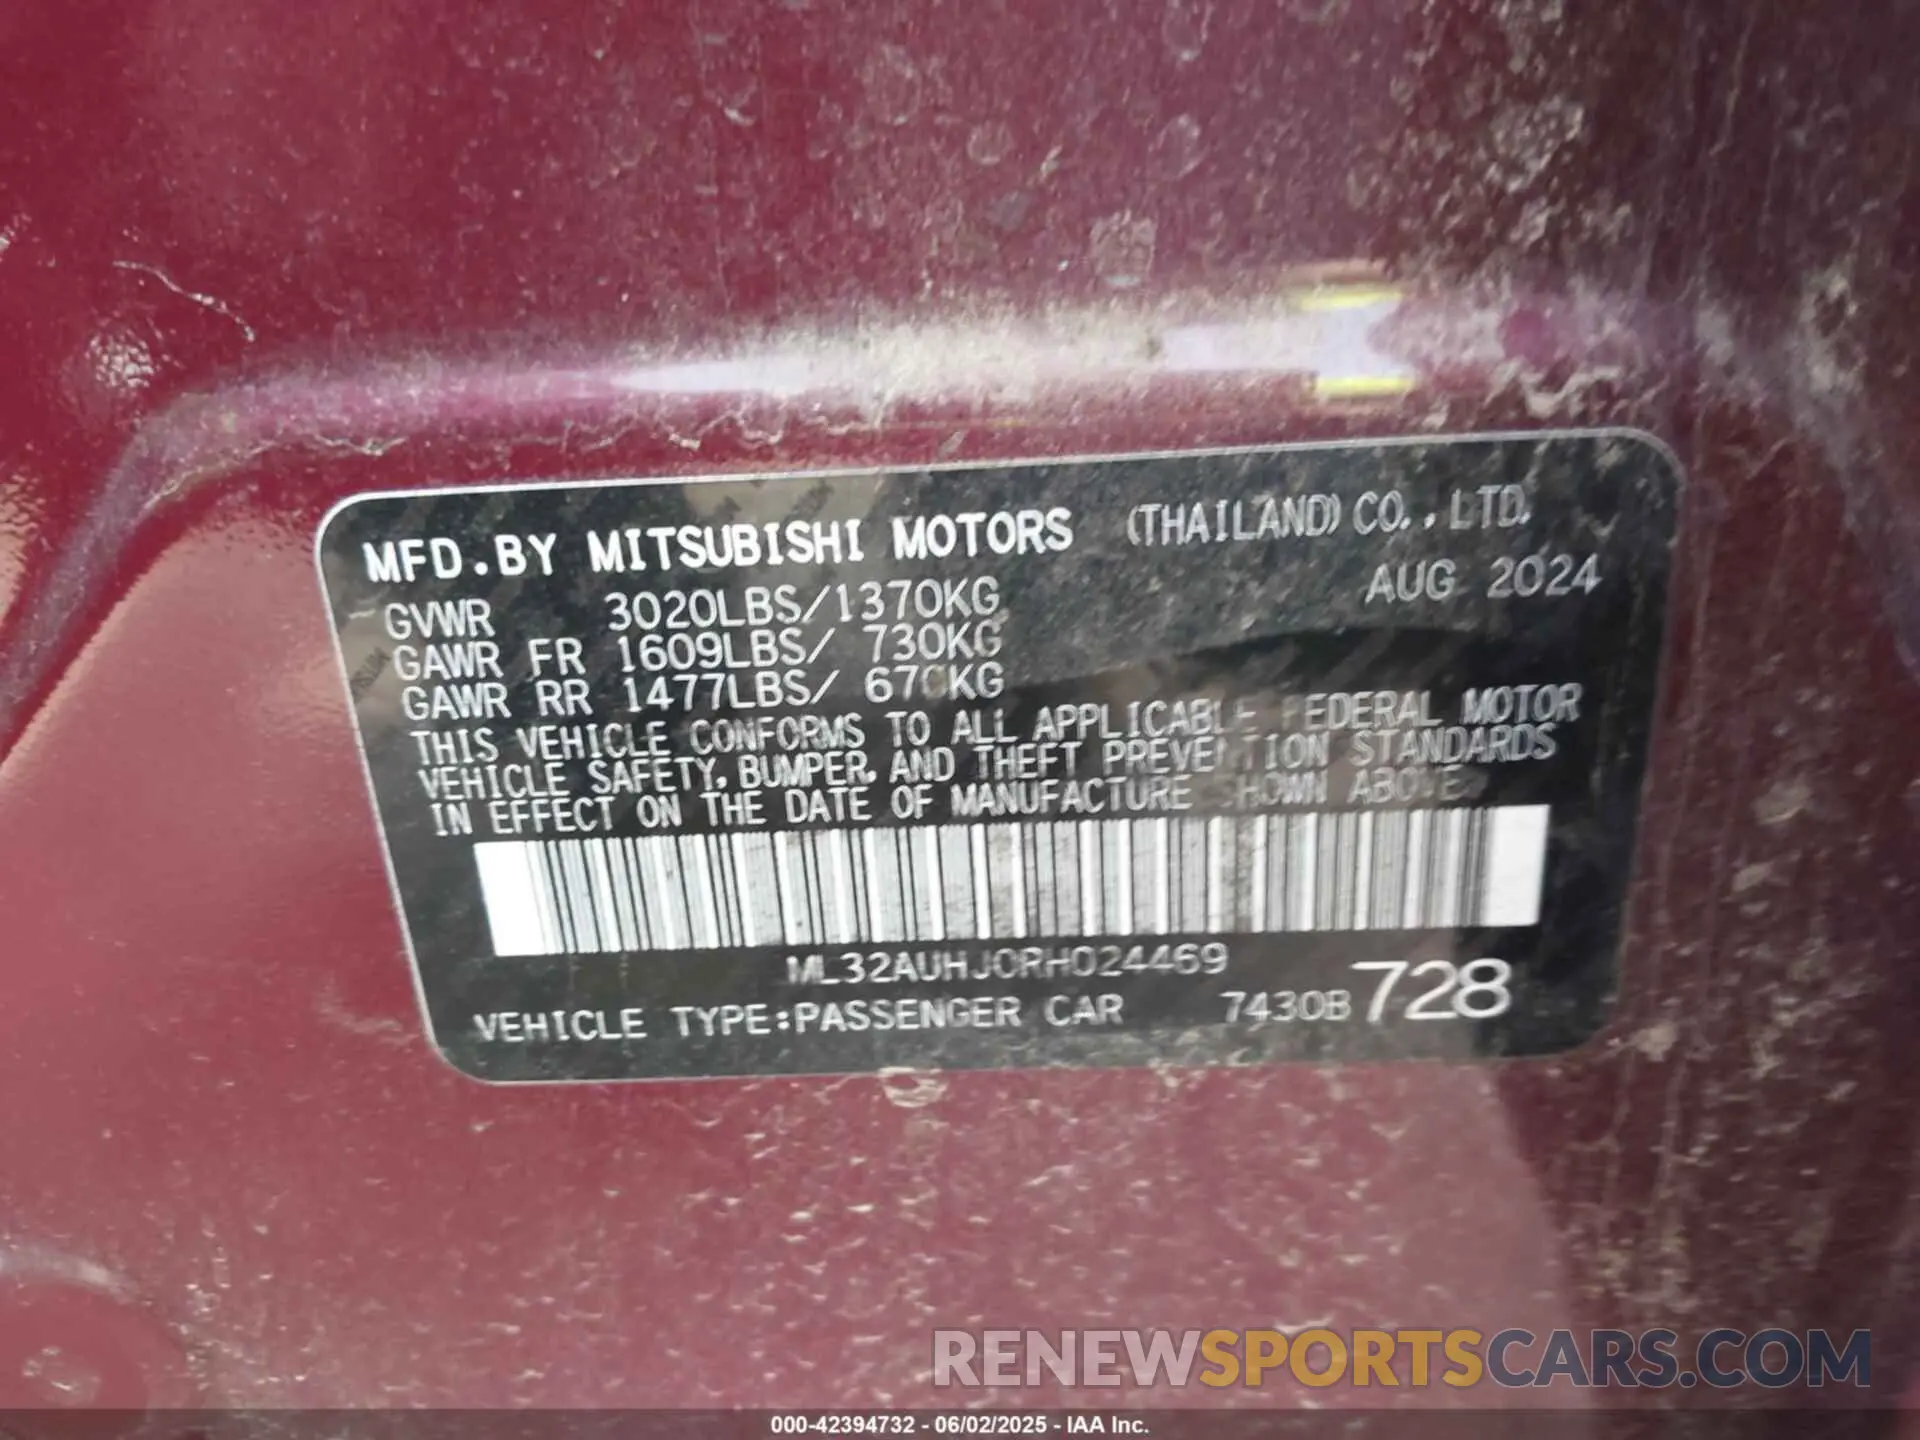 MFD.BY MITSUBISHI MOTORS (THAILAND) CO.,LTD.
AUG 2024
GVWR 3020LBS/1370KG
GAWR FR 1609LBS/ 730KG
GAWR RR 1477LBS/ 670KG
THIS VEHICLE CONFORMS TO ALL APPLICABLE FEDERAL MOTOR
VEHICLE SAFETY, BUMPER, AND THEFT PREVENTION STANDARDS
IN EFFECT ON THE DATE OF MANUFACTURE SHOWN ABOVE.
ML32AUHJ0RH024469
VEHICLE TYPE:PASSENGER CAR 7430B 728
RENEWSPORTSCARS.COM
000-42394732 - 06/02/2025 - IAA Inc.